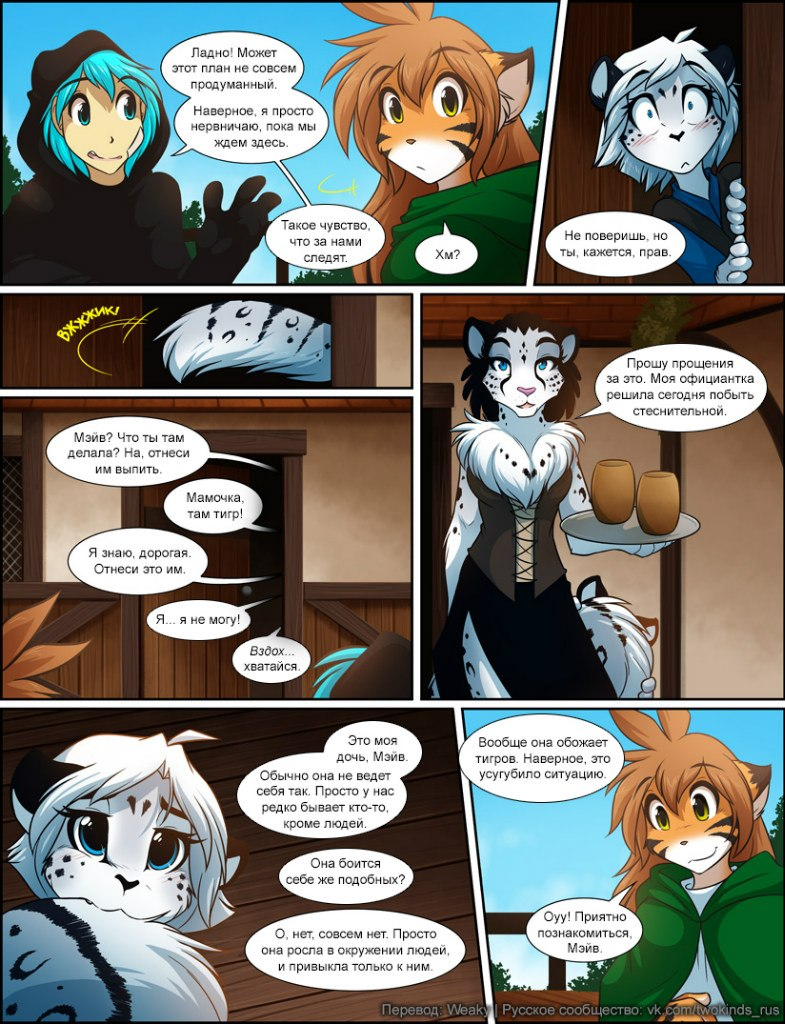 Ладно! Может
этот план не совсем
продуманный.
Наверное, я просто
нервничаю, пока мы
ждем здесь.
Такое чувство,
что за нами
следят.
Хм?
Не поверишь, но
ты, кажется, прав.
ВЖЖЖИК!
Прошу прощения
за это. Моя официантка
решила сегодня побыть
стеснительной.
Мэйв? Что ты там
делала? На, отнеси
им выпить.
Мамочка,
там тигр!
Я знаю, дорогая.
Отнеси это им.
Я... я не могу!
Вздох...
хватайся.
Это моя
дочь, Мэйв.
Обычно она не ведет
себя так. Просто у нас
редко бывает кто-то,
кроме людей.
Она боится
себе же подобных?
О, нет, совсем нет. Просто
она росла в окружении людей,
и привыкла только к ним.
Вообще она обожает
тигров. Наверное, это
усугубило ситуацию.
Оуу! Приятно
познакомиться,
Мэйв.
Перевод: Weaky | Русское сообщество: vk.com/twokinds_rus